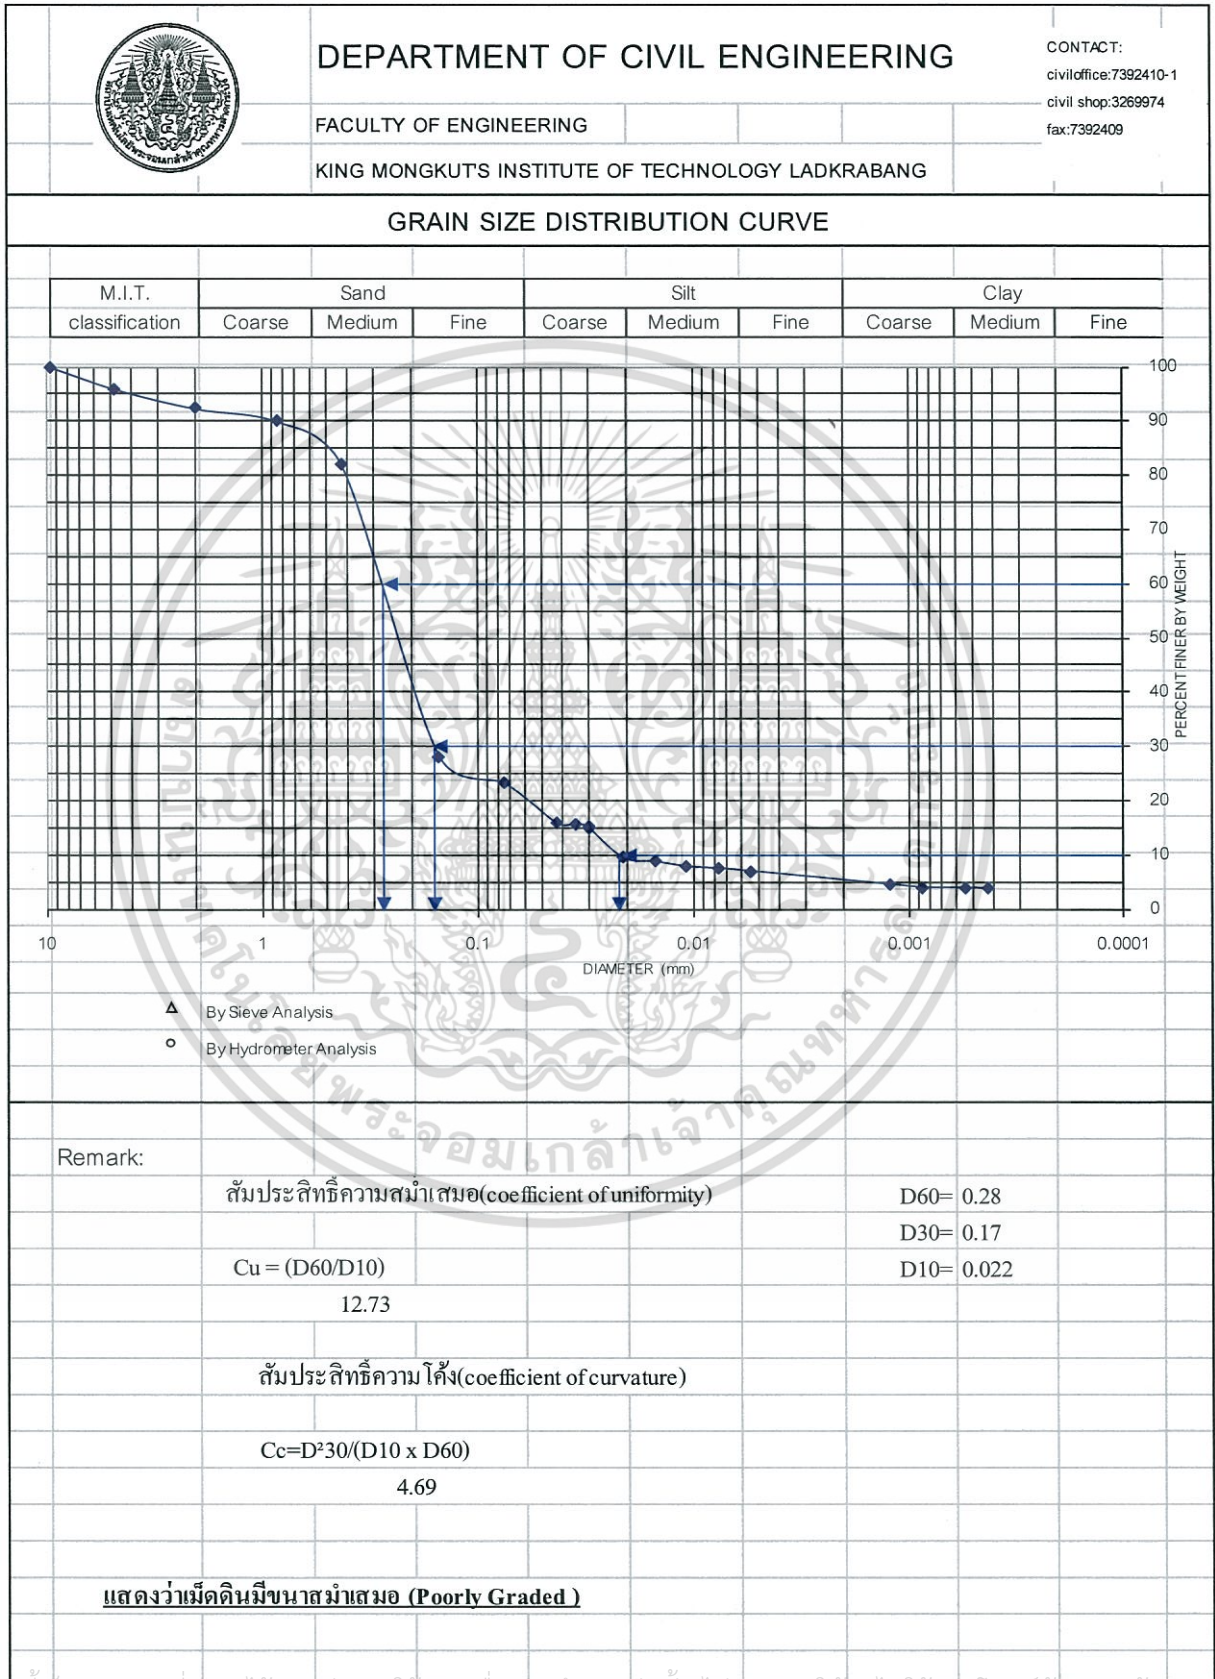 DEPARTMENT OF CIVIL ENGINEERING
FACULTY OF ENGINEERING
KING MONGKUT'S INSTITUTE OF TECHNOLOGY LADKRABANG
CONTACT:
civiloffice:7392410-1
civil shop:3269974
fax:7392409
GRAIN SIZE DISTRIBUTION CURVE
M.I.T. Sand Silt Clay
classification Coarse Medium Fine Coarse Medium Fine Coarse Medium Fine
100
90
80
70
60
50
40
30
20
10
0
PERCENT FINER BY WEIGHT
10 1 0.1 0.01 0.001 0.0001
DIAMETER (mm)
By Sieve Analysis
By Hydrometer Analysis
Remark:
สัมประสิทธิ์ความสม่ำเสมอ(coefficient of uniformity) D60= 0.28
D30= 0.17
Cu = (D60/D10) D10= 0.022
12.73
สัมประสิทธิ์ความโค้ง(coefficient of curvature)
Cc=D²30/(D10 x D60)
4.69
แสดงว่าเม็ดดินมีขนาสม่ำเสมอ (Poorly Graded )